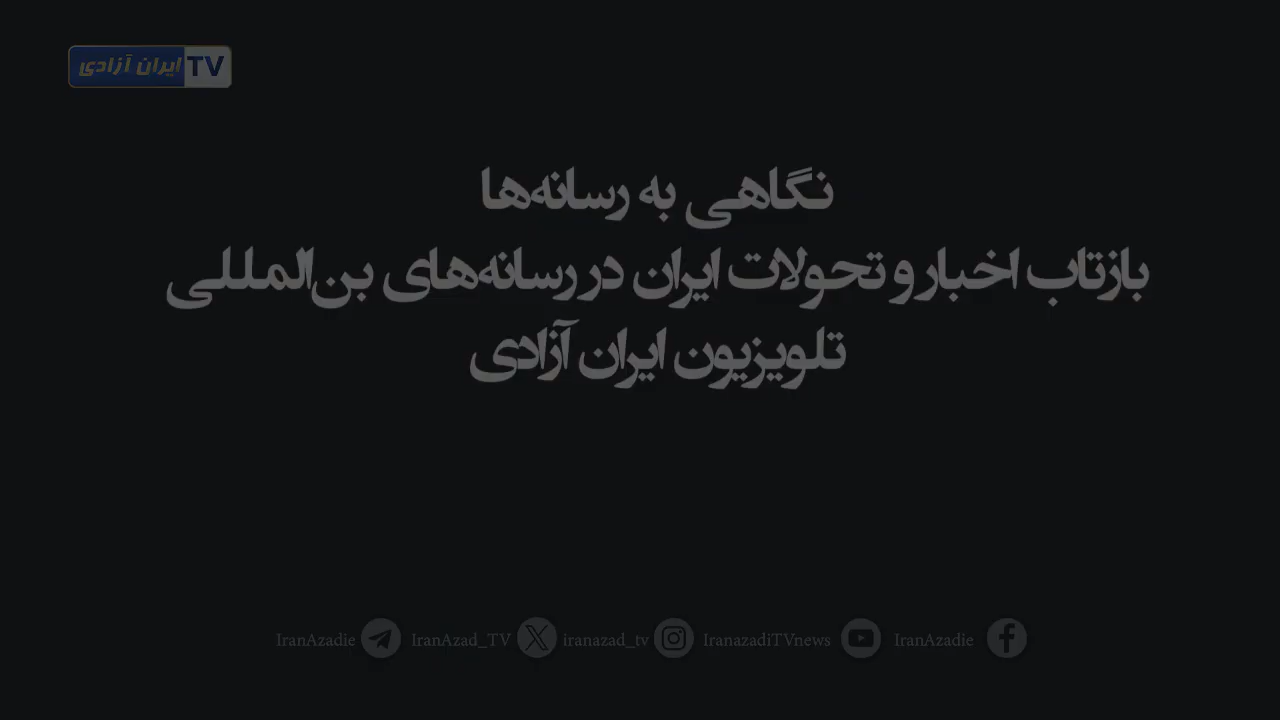 ایران آزادی TV
نگاهی به رسانه‌ها
بازتاب اخبار و تحولات ایران در رسانه‌های بن‌المللی
تلویزیون ایران آزادی
IranAzadie IranAzad_TV iranazad_tv IranazadiTVnews IranAzadie